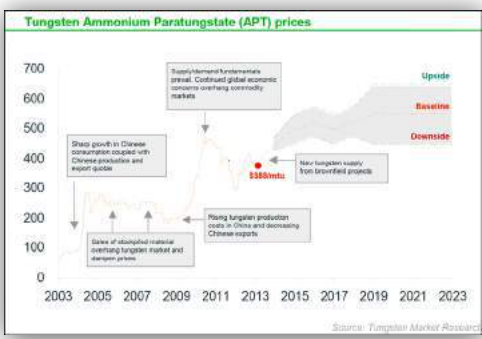 Tungsten Ammonium Paratungstate (APT) prices
700
600
500
400
300
200
100
0
Supply/demand fundamentals
prevail. Continued global economic
concerns overhang commodity
markets
Upside
Baseline
Downside
Sharp growth in Chinese
consumption coupled with
Chinese production and
export quotas
$388/mtu
New tungsten supply
from brownfield projects
Rising tungsten production
costs in China and decreasing
Chinese exports
Sales of stockpiled material
overhang tungsten market and
dampen prices
2003 2005 2007 2009 2011 2013 2015 2017 2019 2021 2023
Source: Tungsten Market Research